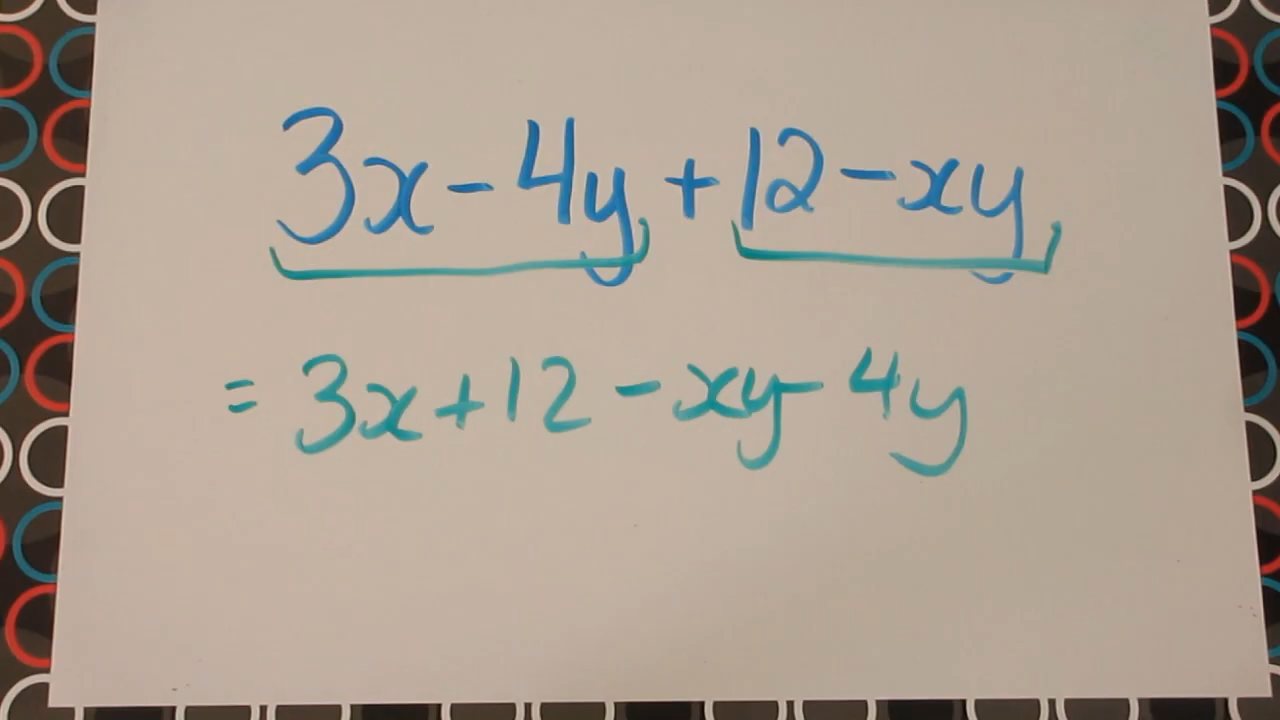 3x - 4y + 12 - xy
= 3x + 12 - xy - 4y